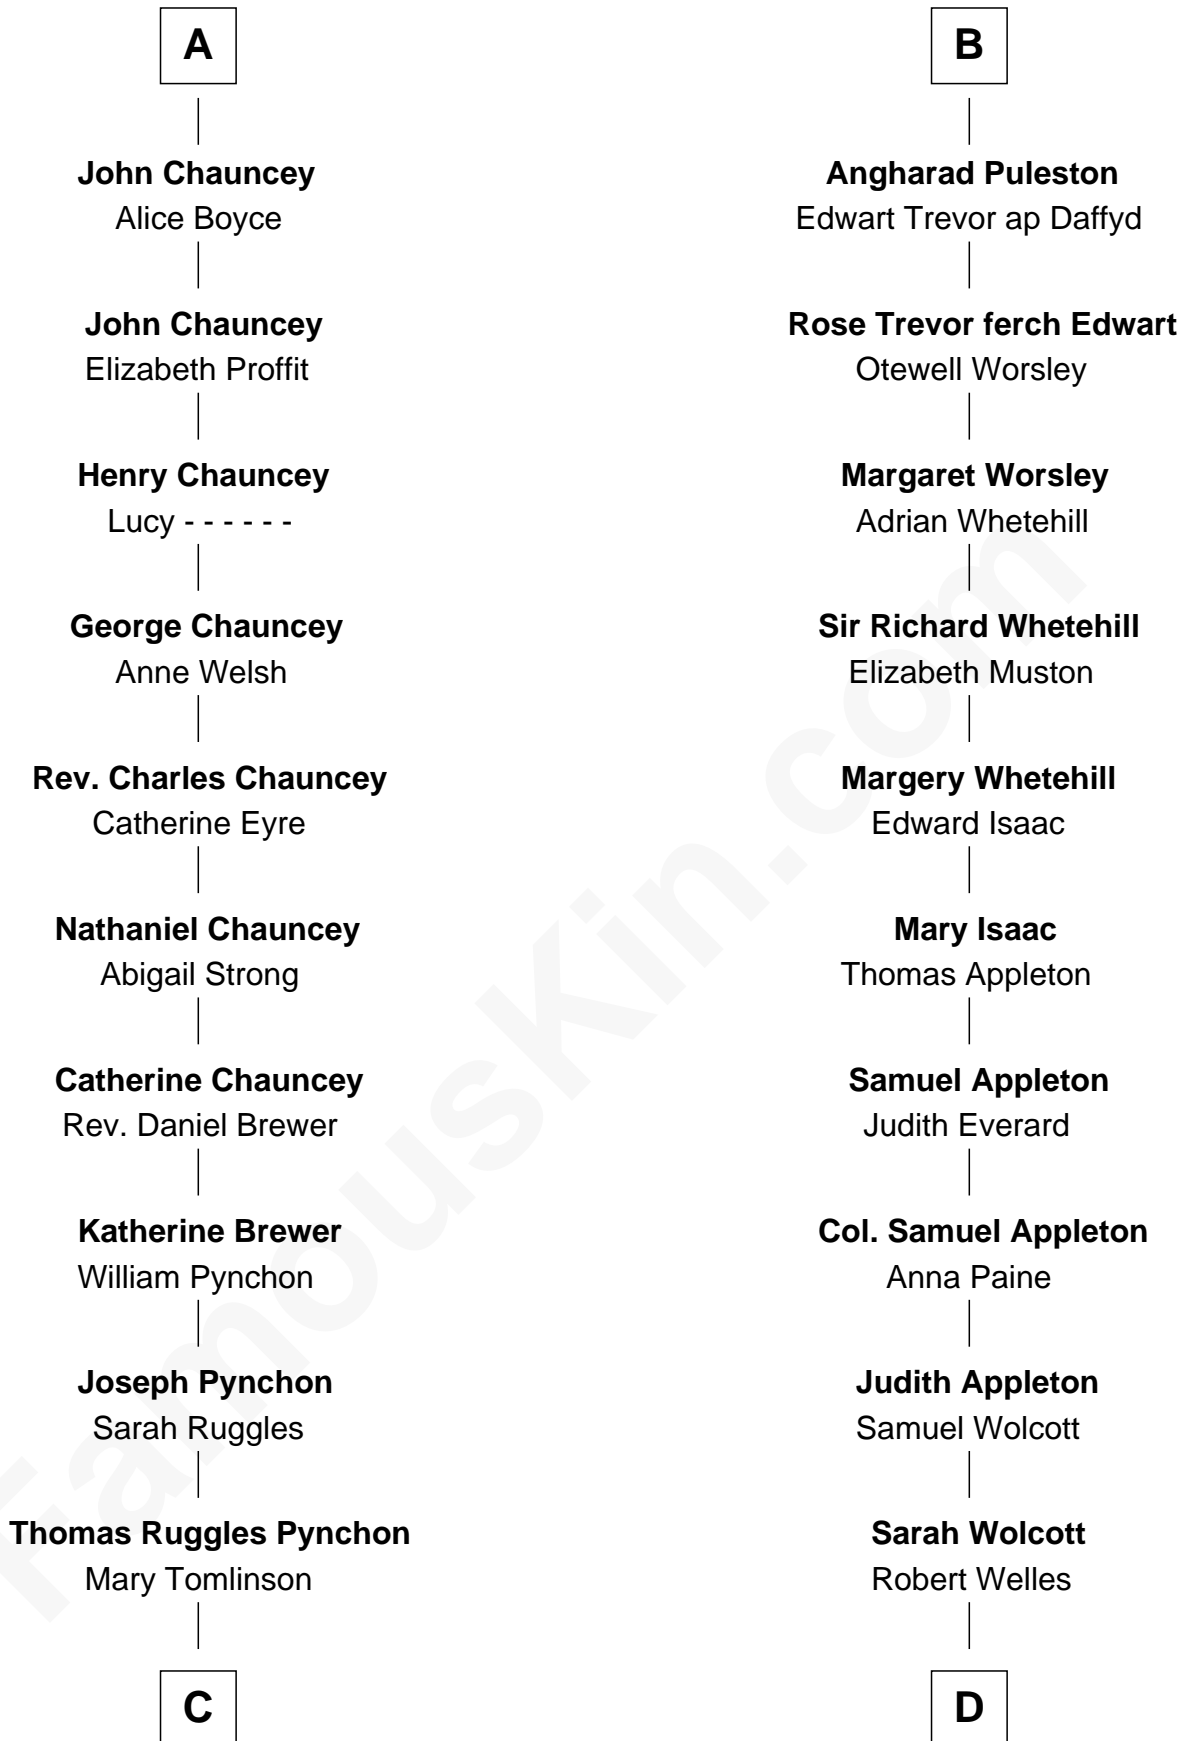 A
John Chauncey
Alice Boyce
John Chauncey
Elizabeth Proffit
Henry Chauncey
Lucy - - - - - -
George Chauncey
Anne Welsh
Rev. Charles Chauncey
Catherine Eyre
Nathaniel Chauncey
Abigail Strong
Catherine Chauncey
Rev. Daniel Brewer
Katherine Brewer
William Pynchon
Joseph Pynchon
Sarah Ruggles
Thomas Ruggles Pynchon
Mary Tomlinson
C
B
Angharad Puleston
Edwart Trevor ap Daffyd
Rose Trevor ferch Edwart
Otewell Worsley
Margaret Worsley
Adrian Whetehill
Sir Richard Whetehill
Elizabeth Muston
Margery Whetehill
Edward Isaac
Mary Isaac
Thomas Appleton
Samuel Appleton
Judith Everard
Col. Samuel Appleton
Anna Paine
Judith Appleton
Samuel Wolcott
Sarah Wolcott
Robert Welles
D
FamousKin.com